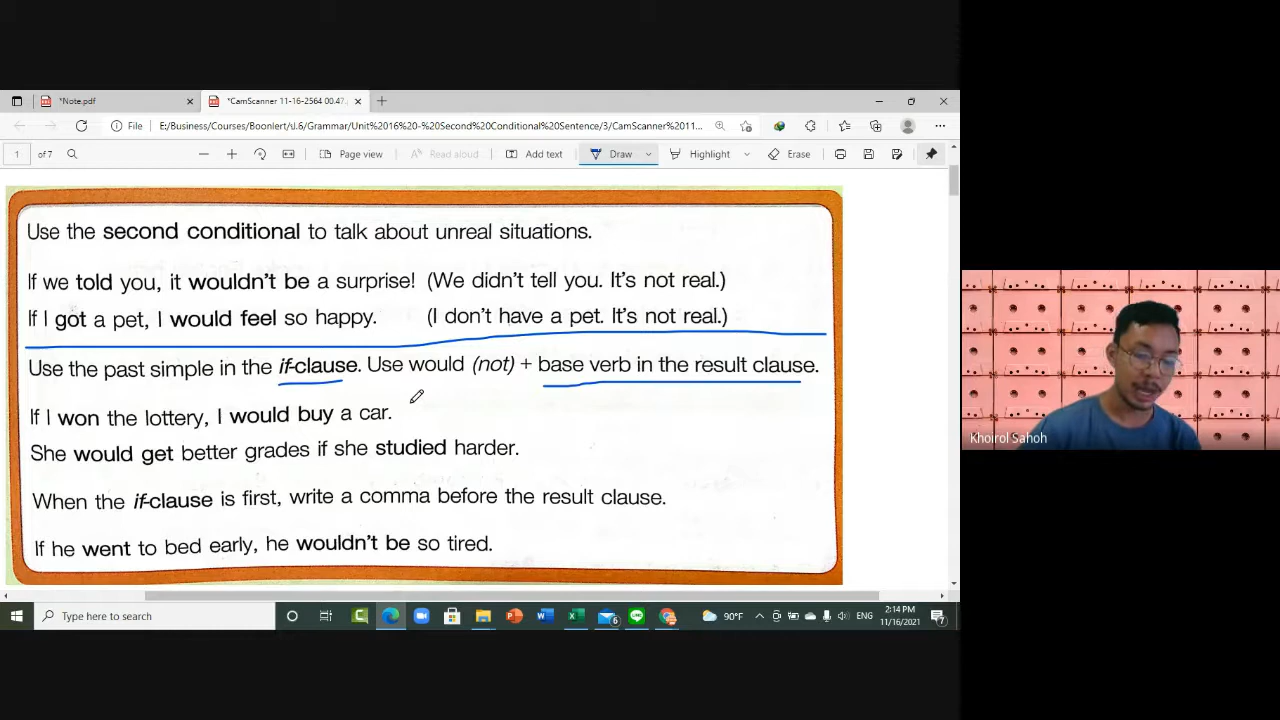 *Note.pdf
*CamScanner 11-16-2564 00.47.
File E:/Business/Courses/Boonlert/ป.6/Grammar/Unit%2016%20-%20Second%20Conditional%20Sentence/3/CamScanner%2011...
1 of 7 Page view Read aloud Add text Draw Highlight Erase
Use the second conditional to talk about unreal situations.
If we told you, it wouldn't be a surprise! (We didn't tell you. It's not real.)
If I got a pet, I would feel so happy. (I don't have a pet. It's not real.)
Use the past simple in the if-clause. Use would (not) + base verb in the result clause.
If I won the lottery, I would buy a car.
She would get better grades if she studied harder.
When the if-clause is first, write a comma before the result clause.
If he went to bed early, he wouldn't be so tired.
Khoirol Sahoh
Type here to search
6
90°F
ENG
2:14 PM
11/16/2021
7